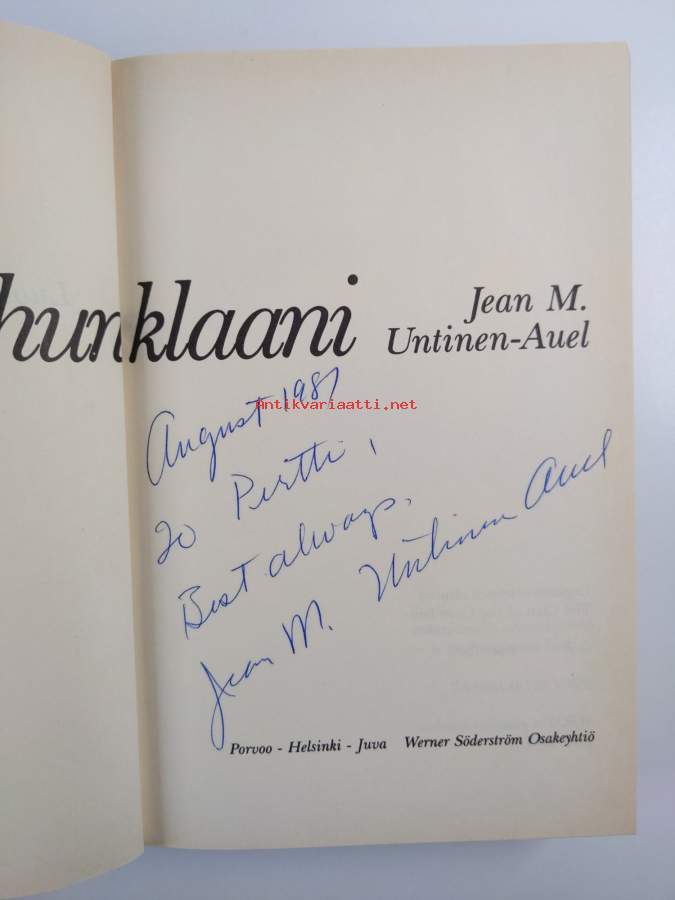 hunklaani
Jean M.
Untinen-Auel
August 1981
Antikvariaatti.net
To Pertti,
Best always,
Jean M. Untinen Auel
Porvoo - Helsinki - Juva Werner Söderström Osakeyhtiö